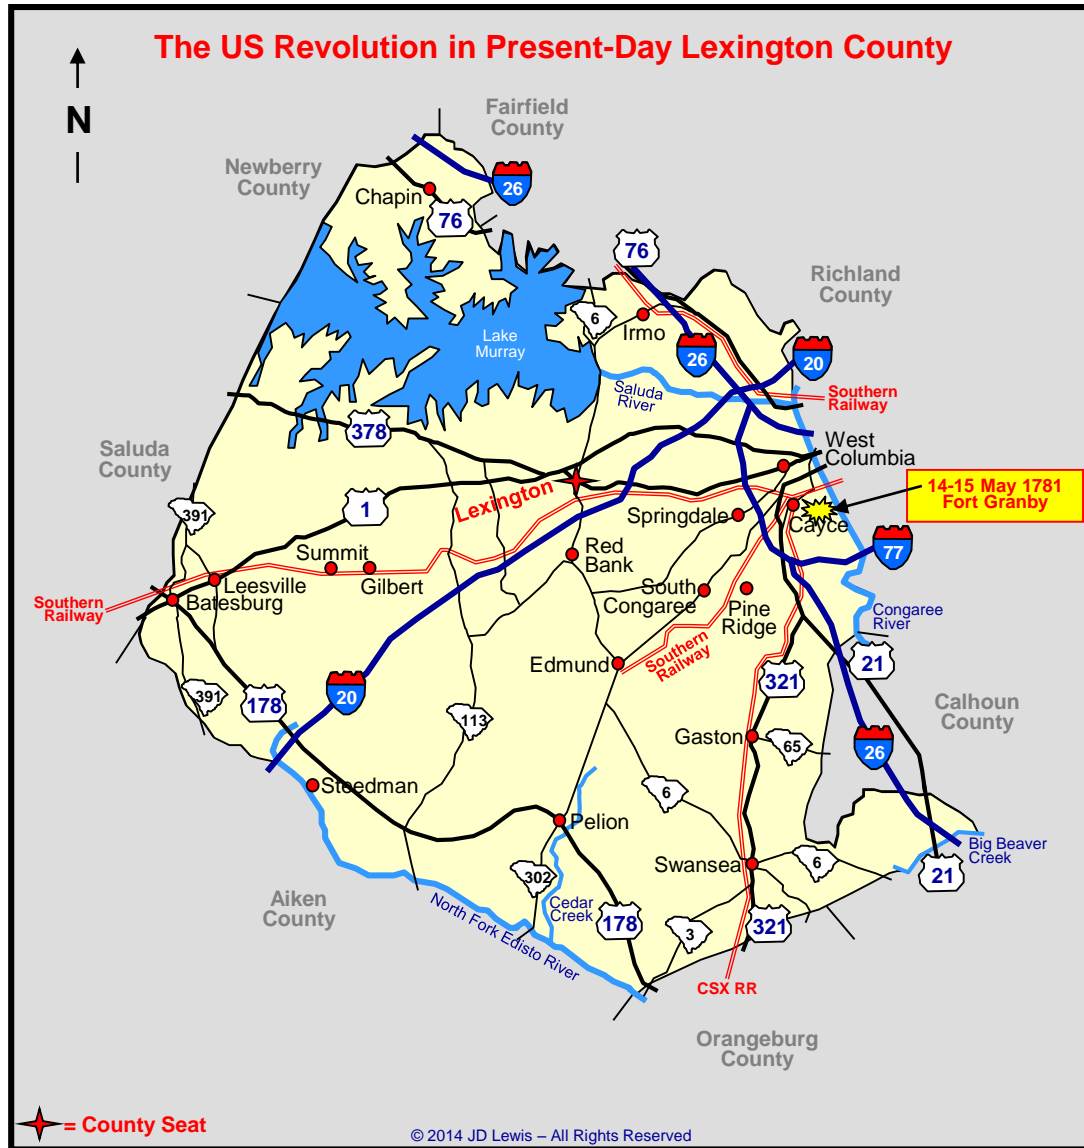 The US Revolution in Present-Day Lexington County
N
Fairfield
County
Newberry
County
Chapin
26
76
76
Richland
County
6
Irmo
Lake
Murray
26
20
Saluda
River
Southern
Railway
378
Saluda
County
West
Columbia
391
Lexington
14-15 May 1781
Fort Granby
1
Springdale
Cayce
77
Summit
Gilbert
Red
Bank
Leesville
Batesburg
Southern
Railway
South
Congaree
Pine
Ridge
Congaree
River
Edmund
Southern
Railway
21
321
391
178
20
113
Calhoun
County
Gaston
65
26
Steedman
6
Pelion
Big Beaver
Creek
Swansea
6
21
302
Aiken
County
North Fork Edisto River
Cedar
Creek
178
3
321
CSX RR
Orangeburg
County
= County Seat
© 2014 JD Lewis – All Rights Reserved